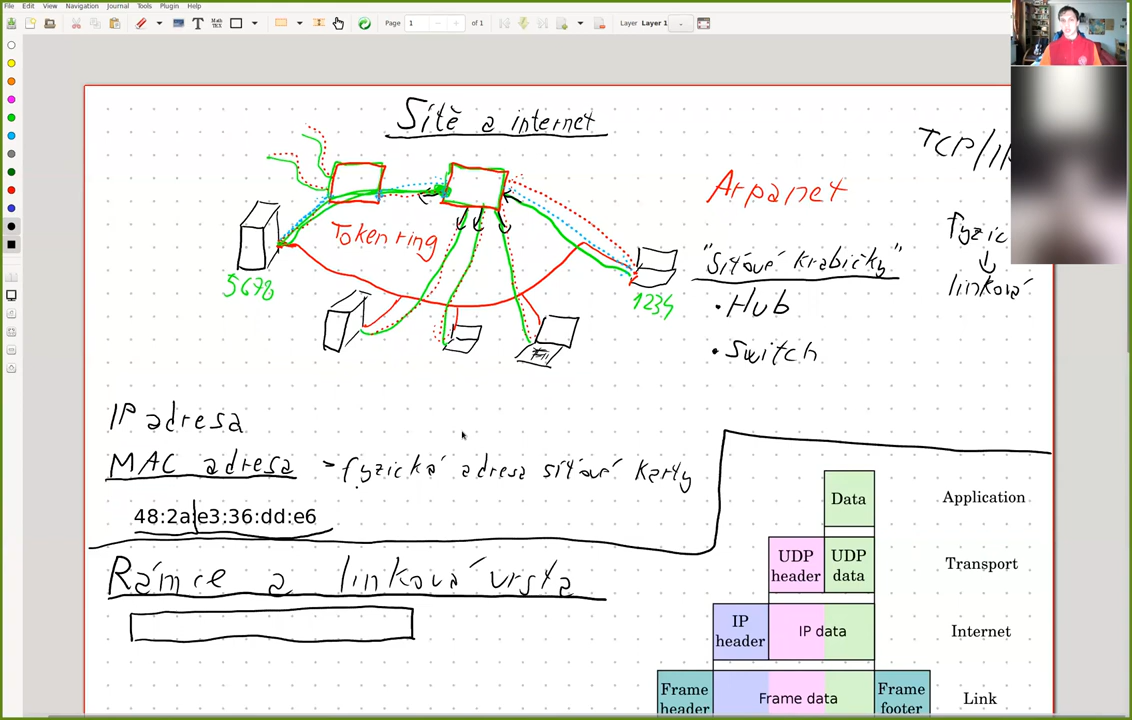 File Edit View Navigation Journal Tools Plugin Help
Page 1 of 1 Layer Layer 1
Sítě a internet
TCP/IP
Arpanet
Token ring
fyzic
"Síťové krabičky"
5678
1234
linková
• Hub
• Switch
IP adresa
MAC adresa - fyzická adresa síťové karty
48:2a:e3:36:dd:e6
Rámce a linková vrsta
Data Application
UDP header UDP data Transport
IP header IP data Internet
Frame header Frame data Frame footer Link